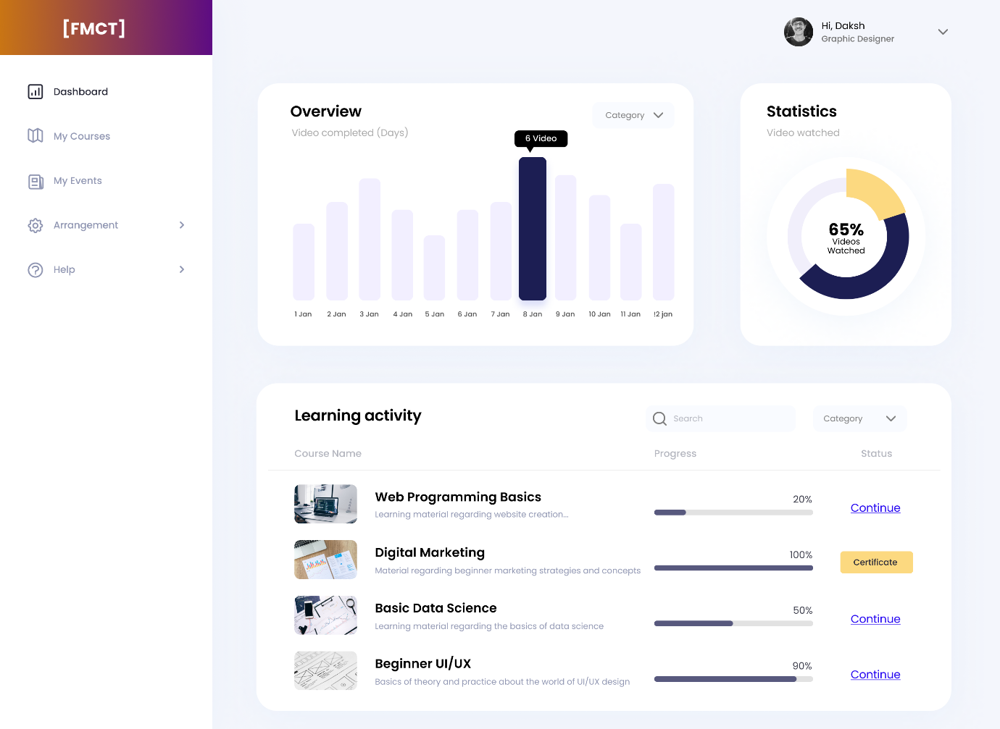 [FMCT]
Hi, Daksh
Graphic Designer
Dashboard
My Courses
My Events
Arrangement
Help
Overview
Category
Video completed (Days)
6 Video
1 Jan 2 Jan 3 Jan 4 Jan 5 Jan 6 Jan 7 Jan 8 Jan 9 Jan 10 Jan 11 Jan 12 jan
Statistics
Video watched
65%
Videos
Watched
Learning activity
Search
Category
Course Name Progress Status
Web Programming Basics
Learning material regarding website creation...
20%
Continue
Digital Marketing
Material regarding beginner marketing strategies and concepts
100%
Certificate
Basic Data Science
Learning material regarding the basics of data science
50%
Continue
Beginner UI/UX
Basics of theory and practice about the world of UI/UX design
90%
Continue